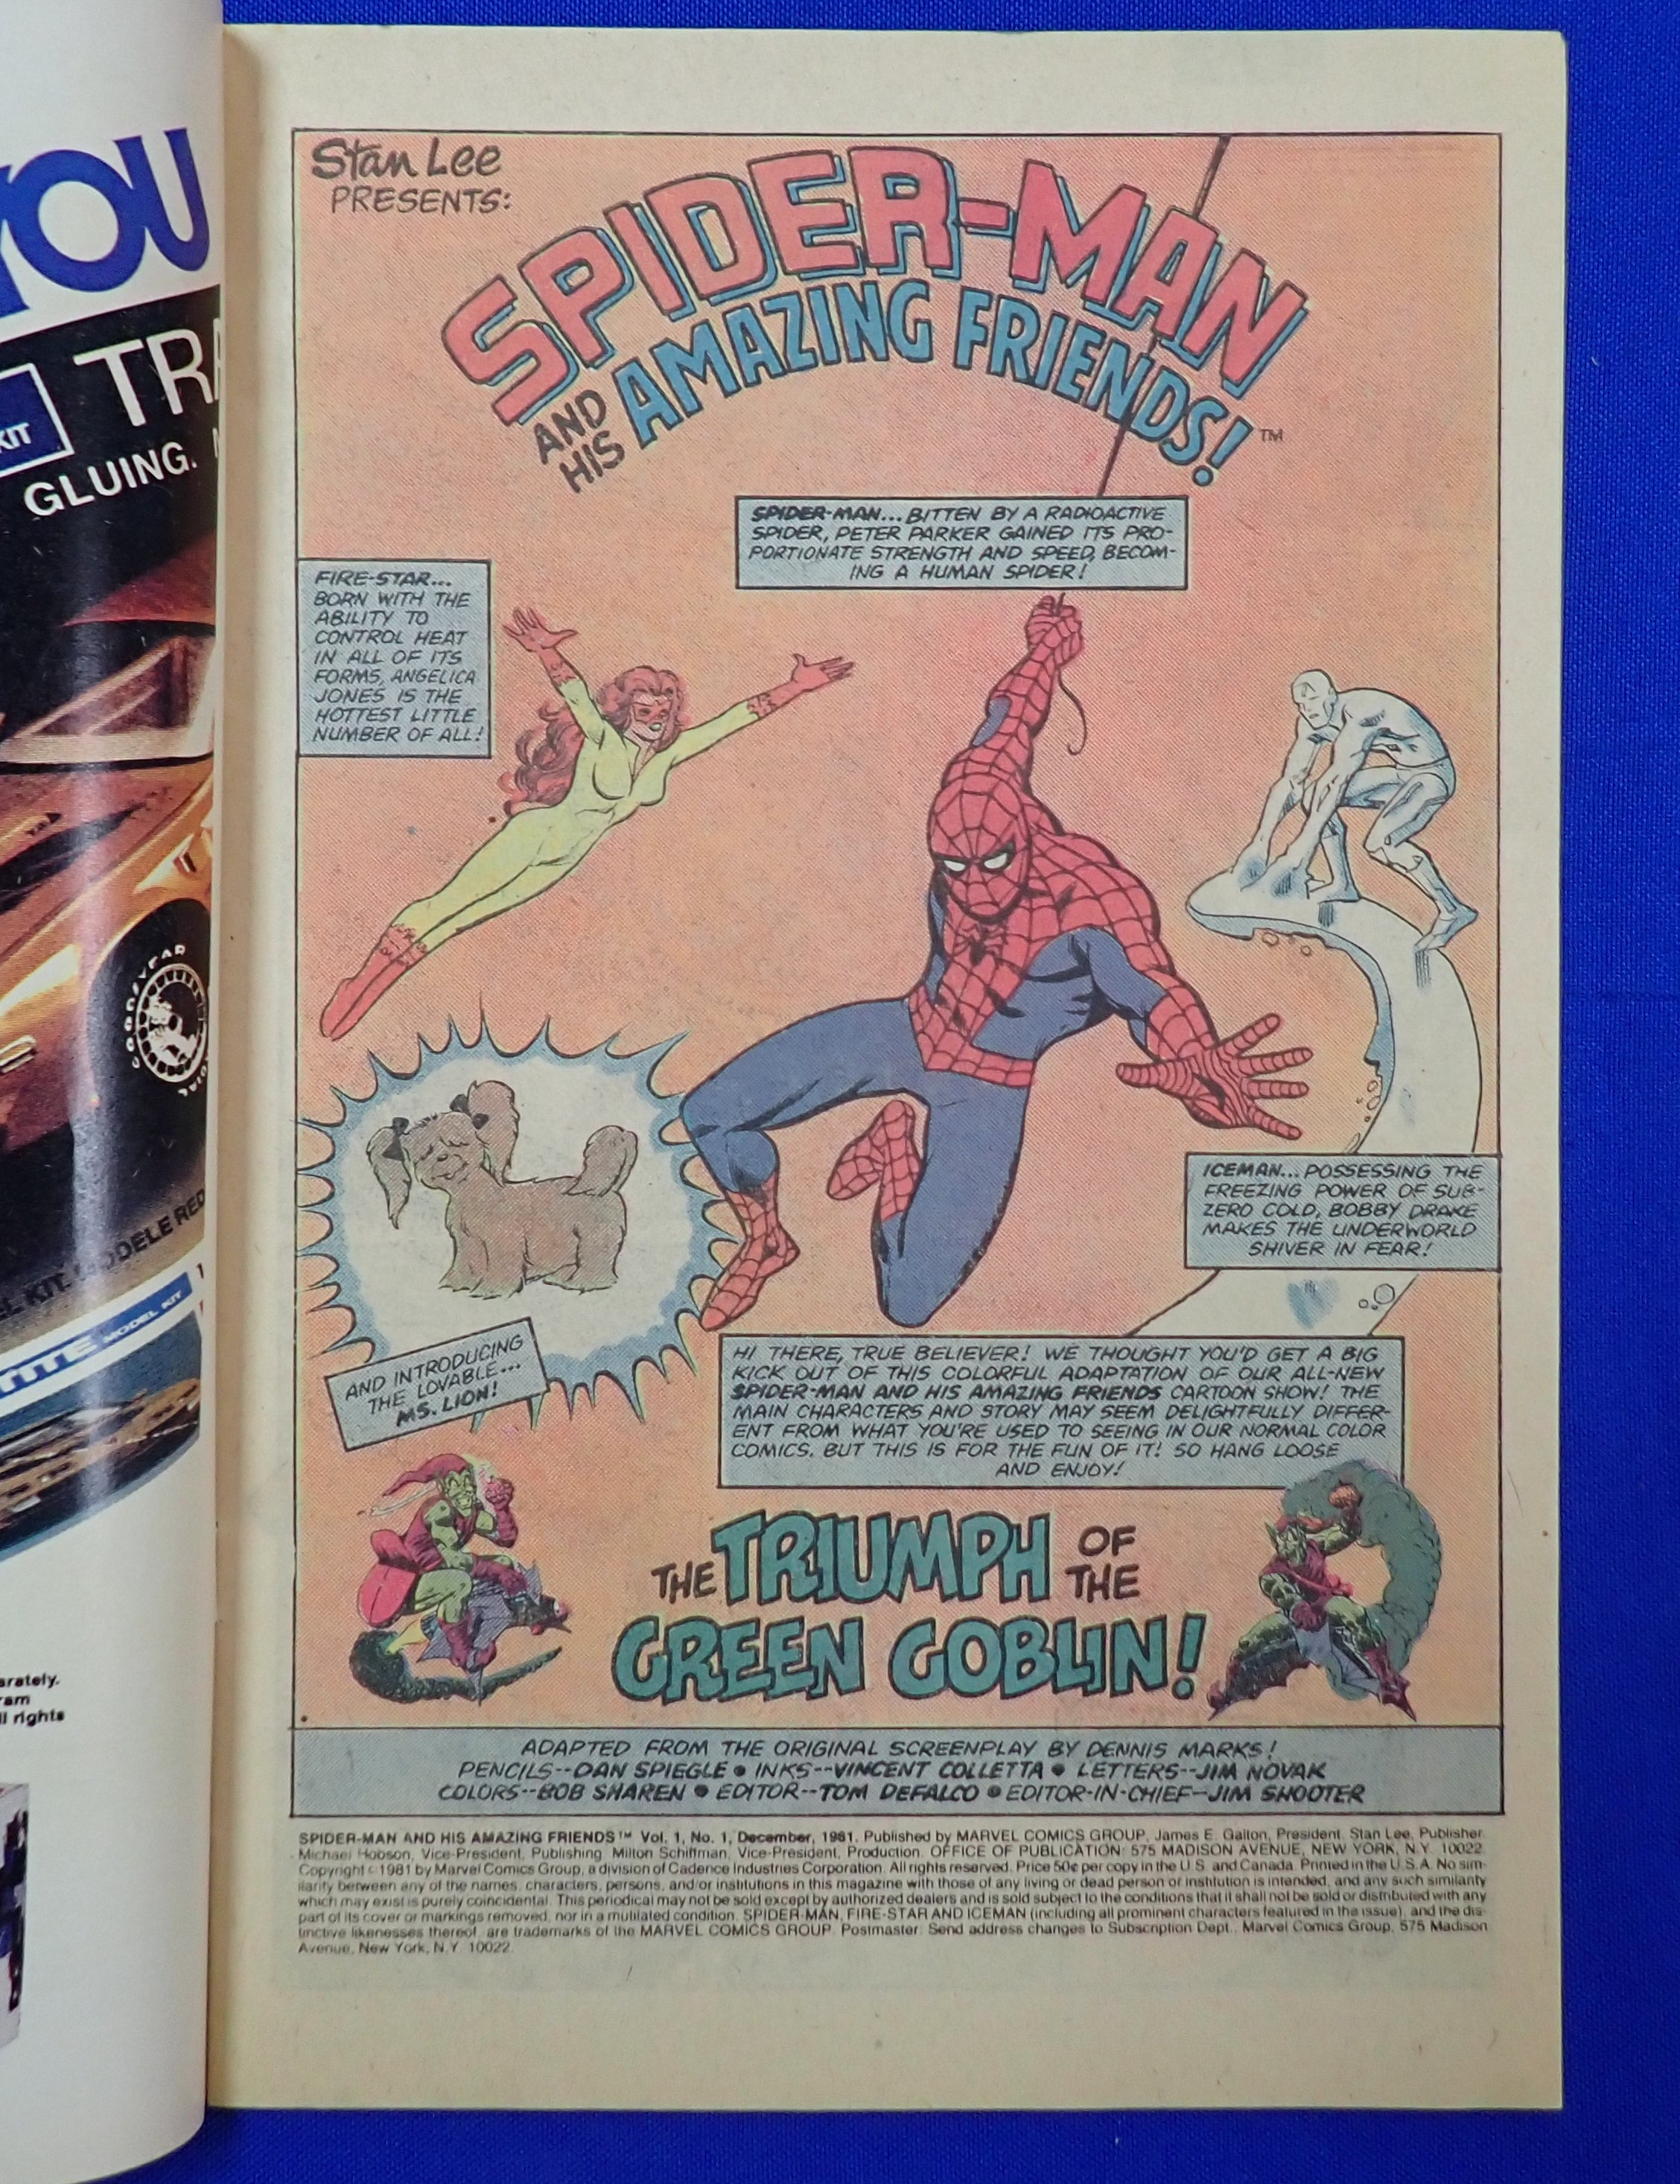 YOU
KIT
TRA
GLUING.
GOODYEAR
MODEL KIT
arately.
ram
ll rights
Stan Lee
PRESENTS:
SPIDER-MAN
AND
HIS
AMAZING FRIENDS!™
SPIDER-MAN... BITTEN BY A RADIOACTIVE
SPIDER, PETER PARKER GAINED ITS PRO-
PORTIONATE STRENGTH AND SPEED, BECOM-
ING A HUMAN SPIDER!
FIRE-STAR...
BORN WITH THE
ABILITY TO
CONTROL HEAT
IN ALL OF ITS
FORMS, ANGELICA
JONES IS THE
HOTTEST LITTLE
NUMBER OF ALL!
ICEMAN... POSSESSING THE
FREEZING POWER OF SUB-
ZERO COLD, BOBBY DRAKE
MAKES THE UNDERWORLD
SHIVER IN FEAR!
AND INTRODUCING
THE LOVABLE...
MS. LION!
HI THERE, TRUE BELIEVER! WE THOUGHT YOU'D GET A BIG
KICK OUT OF THIS COLORFUL ADAPTATION OF OUR ALL-NEW
SPIDER-MAN AND HIS AMAZING FRIENDS CARTOON SHOW! THE
MAIN CHARACTERS AND STORY MAY SEEM DELIGHTFULLY DIFFER-
ENT FROM WHAT YOU'RE USED TO SEEING IN OUR NORMAL COLOR
COMICS. BUT THIS IS FOR THE FUN OF IT! SO HANG LOOSE
AND ENJOY!
THE TRIUMPH OF THE
GREEN GOBLIN!
ADAPTED FROM THE ORIGINAL SCREENPLAY BY DENNIS MARKS!
PENCILS--DAN SPIEGLE • INKS--VINCENT COLLETTA • LETTERS--JIM NOVAK
COLORS--BOB SHAREN • EDITOR--TOM DEFALCO • EDITOR-IN-CHIEF--JIM SHOOTER
SPIDER-MAN AND HIS AMAZING FRIENDS™ Vol. 1, No. 1, December, 1981. Published by MARVEL COMICS GROUP, James E. Galton, President. Stan Lee, Publisher.
Michael Hobson, Vice-President, Publishing. Milton Schiffman, Vice-President, Production. OFFICE OF PUBLICATION: 575 MADISON AVENUE, NEW YORK, N.Y. 10022.
Copyright © 1981 by Marvel Comics Group, a division of Cadence Industries Corporation. All rights reserved. Price 50¢ per copy in the U.S. and Canada. Printed in the U.S.A. No sim-
ilarity between any of the names, characters, persons, and/or institutions in this magazine with those of any living or dead person or institution is intended, and any such similarity
which may exist is purely coincidental. This periodical may not be sold except by authorized dealers and is sold subject to the conditions that it shall not be sold or distributed with any
part of its cover or markings removed, nor in a mutilated condition. SPIDER-MAN, FIRE-STAR AND ICEMAN (including all prominent characters featured in the issue), and the dis-
tinctive likenesses thereof, are trademarks of the MARVEL COMICS GROUP. Postmaster: Send address changes to Subscription Dept., Marvel Comics Group, 575 Madison
Avenue, New York, N.Y. 10022.